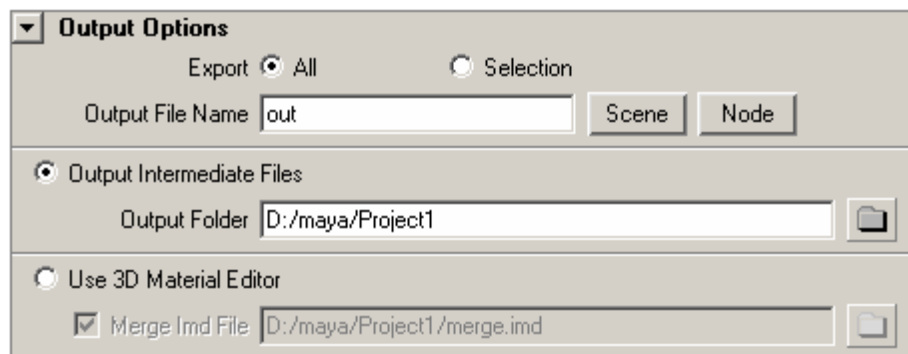 Output Options
Export All Selection
Output File Name out Scene Node
Output Intermediate Files
Output Folder D:/maya/Project1
Use 3D Material Editor
Merge Imd File D:/maya/Project1/merge.imd